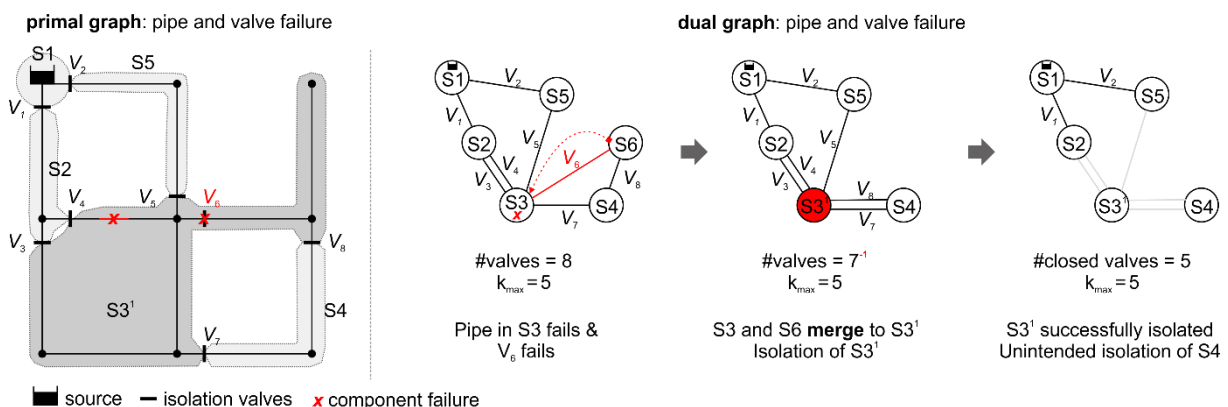 primal graph: pipe and valve failure
S1
V2
S5
V1
S2
V4
V5
V6
x
x
V3
V8
S3¹
S4
V7
source
isolation valves
x component failure
dual graph: pipe and valve failure
S1
V2
S5
V1
S2
V4
V5
V6
S6
V3
V8
S3
x
S4
V7
#valves = 8
kmax = 5
Pipe in S3 fails &
V6 fails
S1
V2
S5
V1
S2
V4
V5
V3
V8
S3¹
S4
V7
#valves = 7⁻¹
kmax = 5
S3 and S6 merge to S3¹
Isolation of S3¹
S1
V2
S5
V1
S2
S3¹
S4
#closed valves = 5
kmax = 5
S3¹ successfully isolated
Unintended isolation of S4